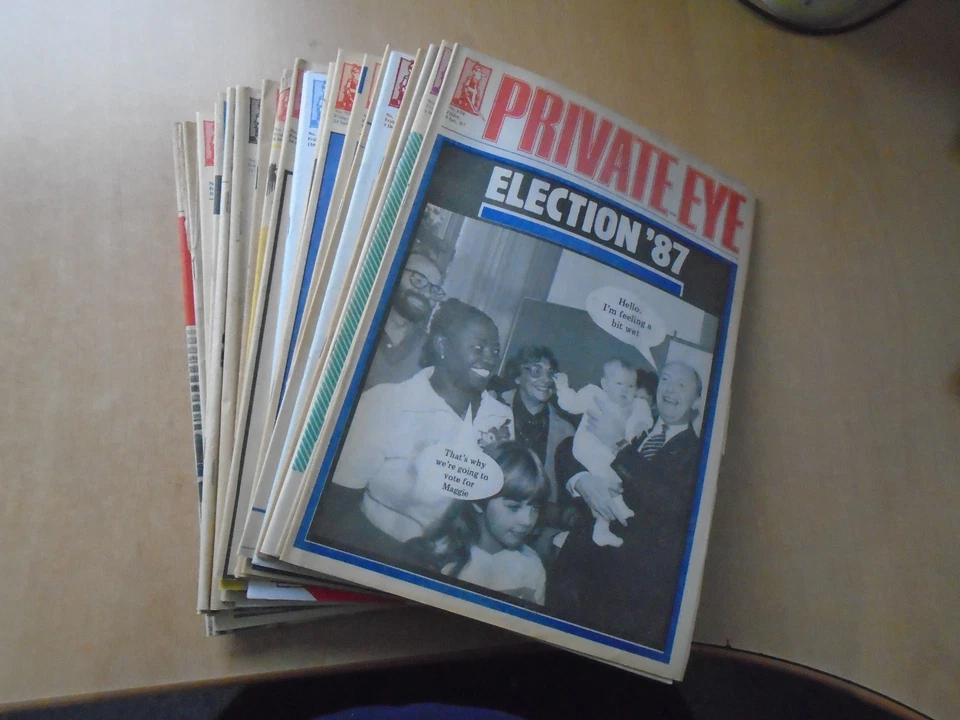 PRIVATE EYE
ELECTION '87
Hello.
I'm feeling a
bit wet
That's why
we're going to
vote for
Maggie